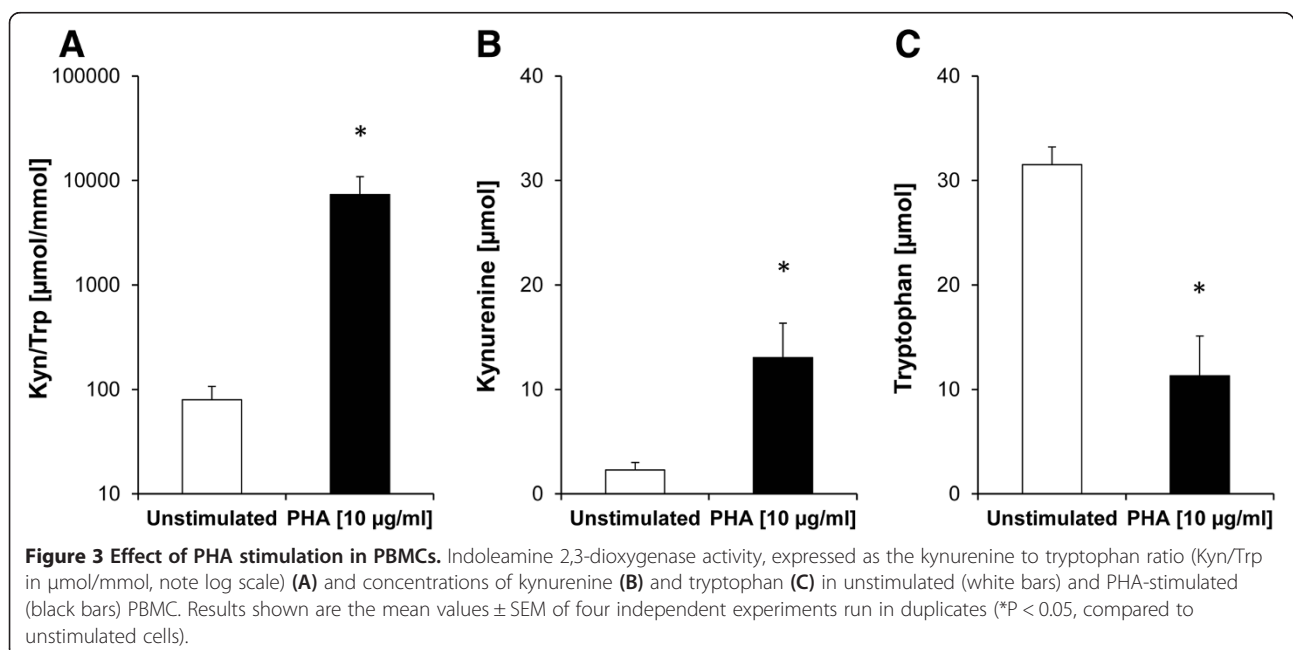 A
Kyn/Trp [µmol/mmol]
100000
10000
1000
100
10
*
Unstimulated PHA [10 µg/ml]
B
Kynurenine [µmol]
40
30
20
10
0
*
Unstimulated PHA [10 µg/ml]
C
Tryptophan [µmol]
40
30
20
10
0
*
Unstimulated PHA [10 µg/ml]
Figure 3 Effect of PHA stimulation in PBMCs. Indoleamine 2,3-dioxygenase activity, expressed as the kynurenine to tryptophan ratio (Kyn/Trp
in µmol/mmol, note log scale) (A) and concentrations of kynurenine (B) and tryptophan (C) in unstimulated (white bars) and PHA-stimulated
(black bars) PBMC. Results shown are the mean values ± SEM of four independent experiments run in duplicates (*P < 0.05, compared to
unstimulated cells).